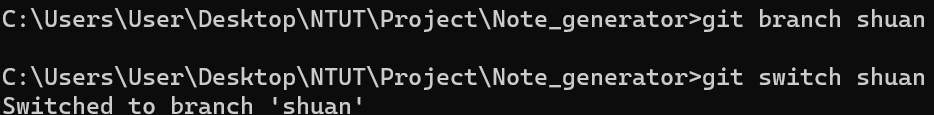 C:\Users\User\Desktop\NTUT\Project\Note_generator>git branch shuan
C:\Users\User\Desktop\NTUT\Project\Note_generator>git switch shuan
Switched to branch 'shuan'